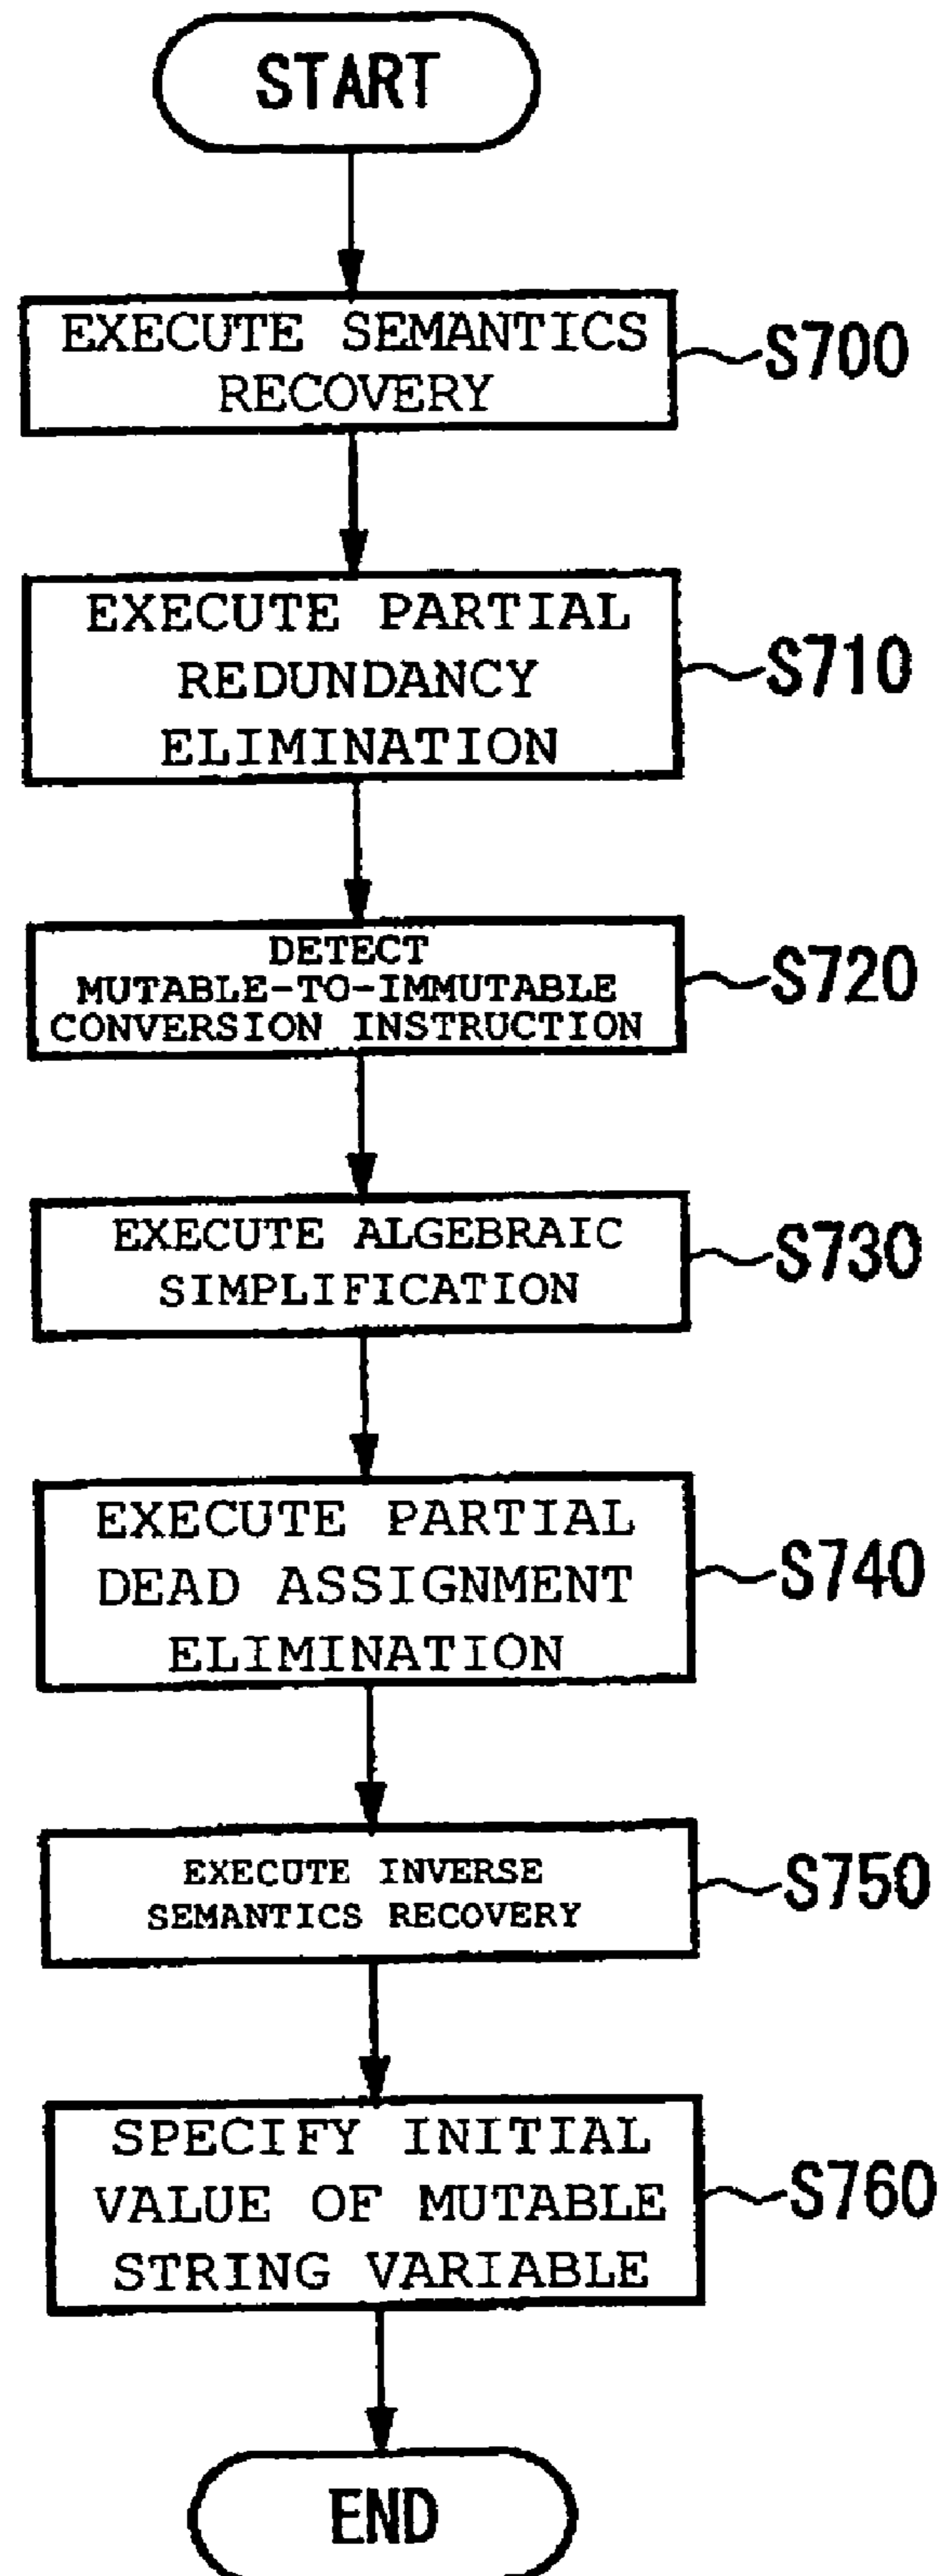 START
EXECUTE SEMANTICS
RECOVERY
S700
EXECUTE PARTIAL
REDUNDANCY
ELIMINATION
S710
DETECT
MUTABLE-TO-IMMUTABLE
CONVERSION INSTRUCTION
S720
EXECUTE ALGEBRAIC
SIMPLIFICATION
S730
EXECUTE PARTIAL
DEAD ASSIGNMENT
ELIMINATION
S740
EXECUTE INVERSE
SEMANTICS RECOVERY
S750
SPECIFY INITIAL
VALUE OF MUTABLE
STRING VARIABLE
S760
END